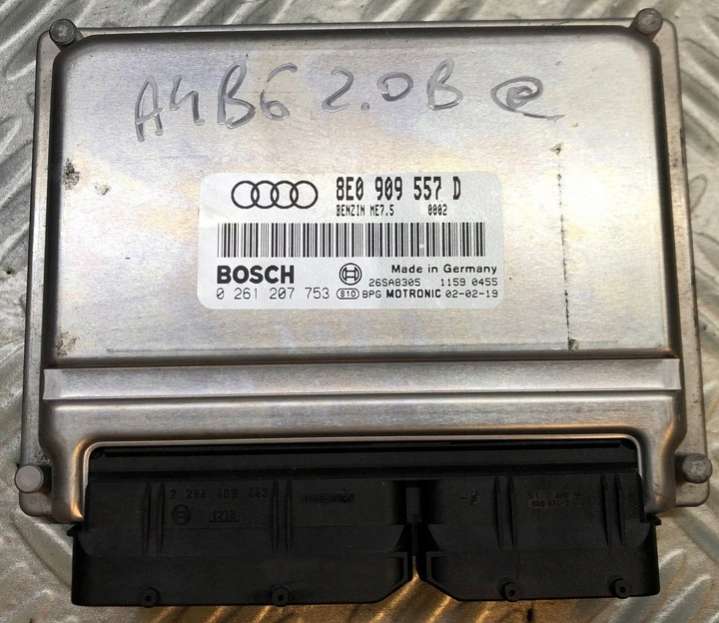 A4B6 2.0B @
8E0 909 557 D
BENZIN ME7.5 0002
BOSCH Made in Germany
26SA8305 1159 0455
0 261 207 753 S10 BPG MOTRONIC 02-02-19